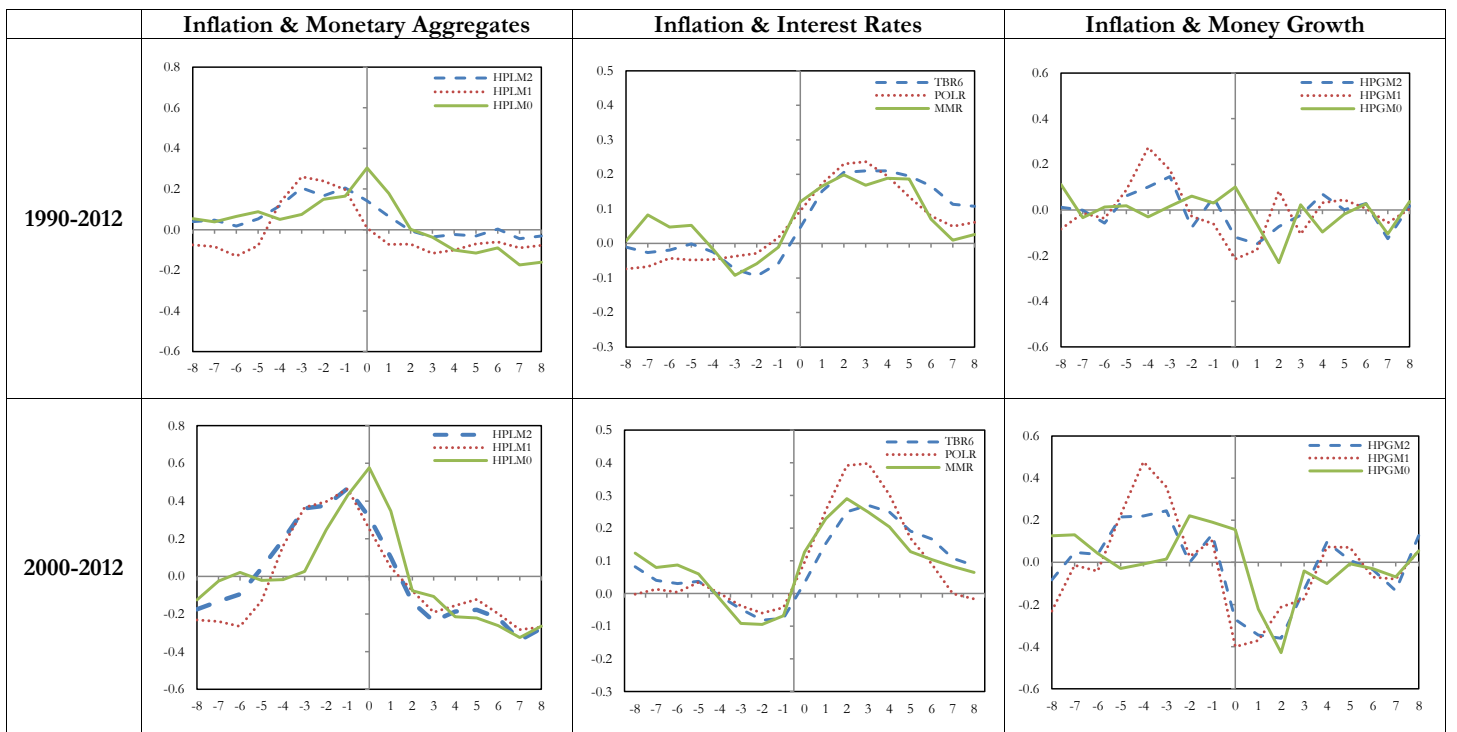 Inflation & Monetary Aggregates
Inflation & Interest Rates
Inflation & Money Growth
1990-2012
0.8
0.6
0.4
0.2
0.0
-0.2
-0.4
-0.6
-8 -7 -6 -5 -4 -3 -2 -1 0 1 2 3 4 5 6 7 8
HPLM2
HPLM1
HPLM0
0.5
0.4
0.3
0.2
0.1
0.0
-0.1
-0.2
-0.3
-8 -7 -6 -5 -4 -3 -2 -1 0 1 2 3 4 5 6 7 8
TBR6
POLR
MMR
0.6
0.4
0.2
0.0
-0.2
-0.4
-0.6
-8 -7 -6 -5 -4 -3 -2 -1 0 1 2 3 4 5 6 7 8
HPGM2
HPGM1
HPGM0
2000-2012
0.8
0.6
0.4
0.2
0.0
-0.2
-0.4
-0.6
-8 -7 -6 -5 -4 -3 -2 -1 0 1 2 3 4 5 6 7 8
HPLM2
HPLM1
HPLM0
0.5
0.4
0.3
0.2
0.1
0.0
-0.1
-0.2
-0.3
-8 -7 -6 -5 -4 -3 -2 -1 0 1 2 3 4 5 6 7 8
TBR6
POLR
MMR
0.6
0.4
0.2
0.0
-0.2
-0.4
-0.6
-8 -7 -6 -5 -4 -3 -2 -1 0 1 2 3 4 5 6 7 8
HPGM2
HPGM1
HPGM0